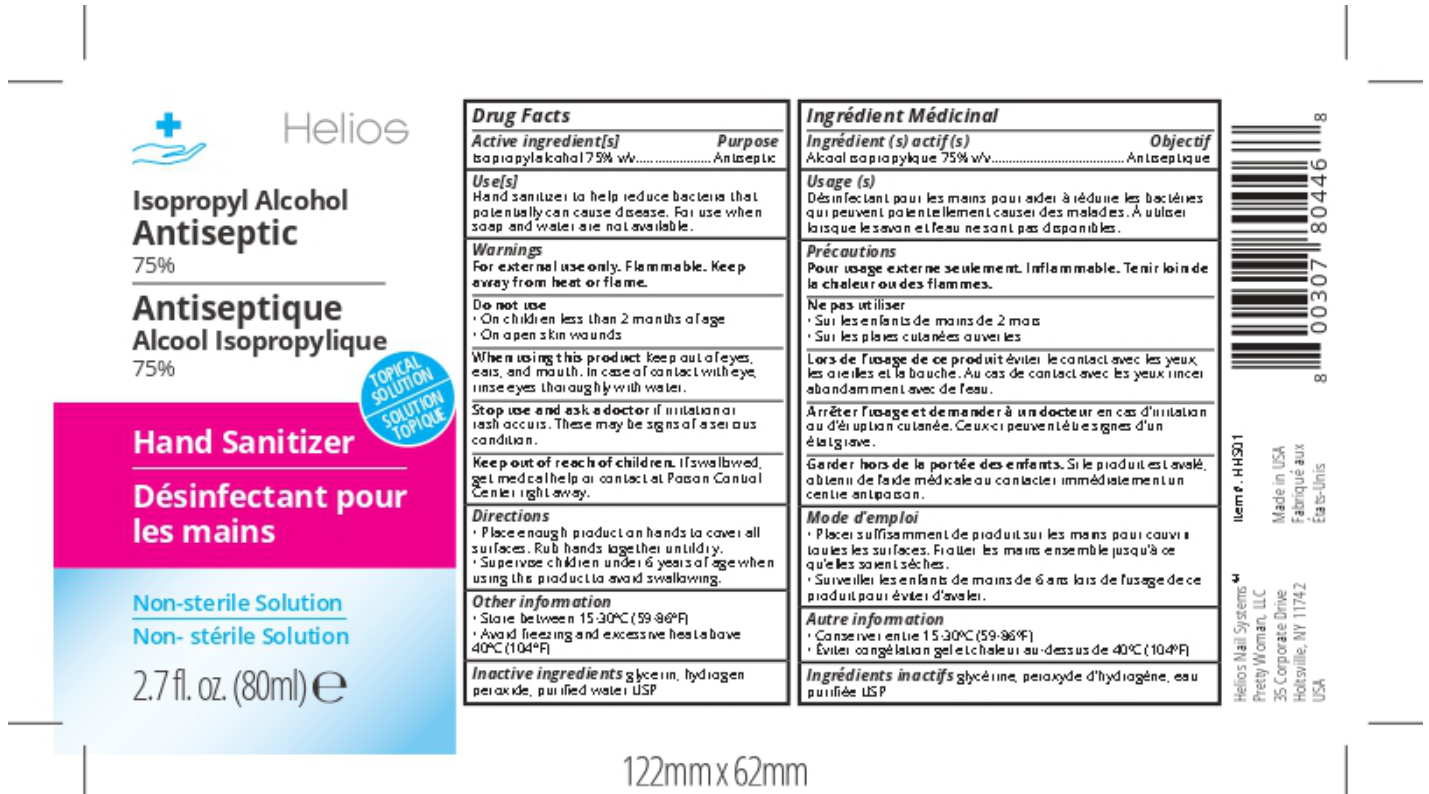 Helios
Isopropyl Alcohol
Antiseptic
75%
Antiseptique
Alcool Isopropylique
75%
TOPICAL
SOLUTION
SOLUTION
TOPIQUE
Hand Sanitizer
Désinfectant pour
les mains
Non-sterile Solution
Non- stérile Solution
2.7 fl. oz. (80ml) ℮
Drug Facts
Active ingredient[s] Purpose
Isopropyl alcohol 75% v/v...................... Antiseptic
Use[s]
Hand sanitizer to help reduce bacteria that
potentially can cause disease. For use when
soap and water are not available.
Warnings
For external use only. Flammable. Keep
away from heat or flame.
Do not use
• On children less than 2 months of age
• On open skin wounds
When using this product Keep out of eyes,
ears, and mouth. In case of contact with eye,
rinse eyes thoroughly with water.
Stop use and ask a doctor if irritation or
rash occurs. These may be signs of a serious
condition.
Keep out of reach of children. If swallowed,
get medical help or contact at Poison Control
Center right away.
Directions
• Place enough product on hands to cover all
surfaces. Rub hands together until dry.
• Supervise children under 6 years of age when
using this product to avoid swallowing.
Other information
• Store between 15-30ºC (59-86ºF)
• Avoid freezing and excessive heat above
40ºC (104ºF)
Inactive ingredients glycerin, hydrogen
peroxide, purified water USP
Ingrédient Médicinal
Ingrédient (s) actif (s) Objectif
Alcool isopropylique 75% v/v....................................... Antiseptique
Usage (s)
Désinfectant pour les mains pour aider à réduire les bactéries
qui peuvent potentiellement causer des maladies. À utiliser
lorsque le savon et l'eau ne sont pas disponibles.
Précautions
Pour usage externe seulement. Inflammable. Tenir loin de
la chaleur ou des flammes.
Ne pas utiliser
• Sur les enfants de moins de 2 mois
• Sur les plaies cutanées ouvertes
Lors de l'usage de ce produit éviter le contact avec les yeux,
les oreilles et la bouche. Au cas de contact avec les yeux rincer
abondamment avec de l'eau.
Arrêter l'usage et demander à un docteur en cas d'irritation
ou d'éruption cutanée. Ceux-ci peuvent être signes d'un
état grave.
Garder hors de la portée des enfants. Si le produit est avalé,
obtenir de l'aide médicale ou contacter immédiatement un
centre antipoison.
Mode d'emploi
• Placer suffisamment de produit sur les mains pour couvrir
toutes les surfaces. Frotter les mains ensemble jusqu'à ce
qu'elles soient sèches.
• Surveiller les enfants de moins de 6 ans lors de l'usage de ce
produit pour éviter d'avaler.
Autre information
• Conserver entre 15-30ºC (59-86ºF)
• Éviter congélation gel et chaleur au-dessus de 40ºC (104ºF)
Ingrédients inactifs glycérine, peroxyde d'hydrogéne, eau
purifiée USP
8 00307 80446 8
Item#. HHS01
Made in USA
Fabriqué aux
États-Unis
Helios Nail Systems
Pretty Woman, LLC
35 Corporate Drive
Holtsville, NY 11742
USA
122mm x 62mm